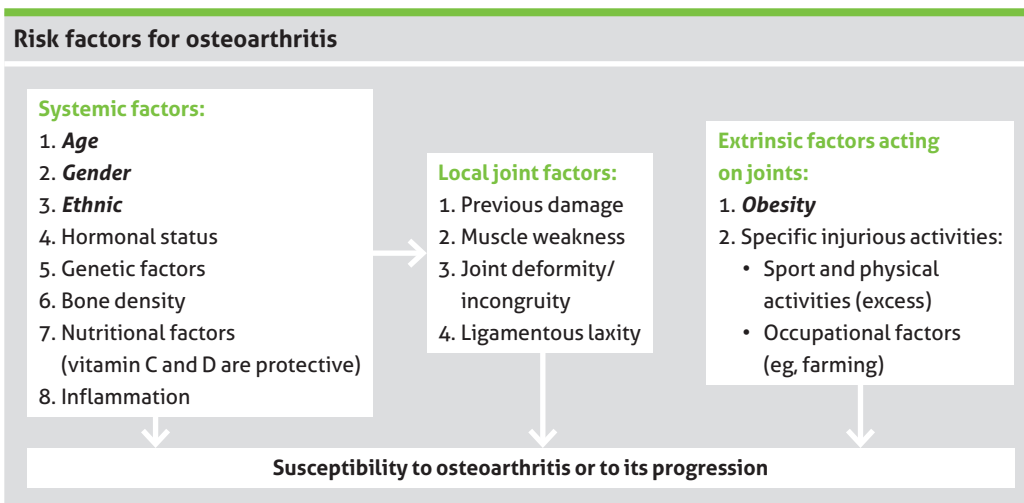 Risk factors for osteoarthritis
Systemic factors:
1. Age
2. Gender
3. Ethnic
4. Hormonal status
5. Genetic factors
6. Bone density
7. Nutritional factors
(vitamin C and D are protective)
8. Inflammation
Local joint factors:
1. Previous damage
2. Muscle weakness
3. Joint deformity/
incongruity
4. Ligamentous laxity
Extrinsic factors acting
on joints:
1. Obesity
2. Specific injurious activities:
• Sport and physical
activities (excess)
• Occupational factors
(eg, farming)
Susceptibility to osteoarthritis or to its progression